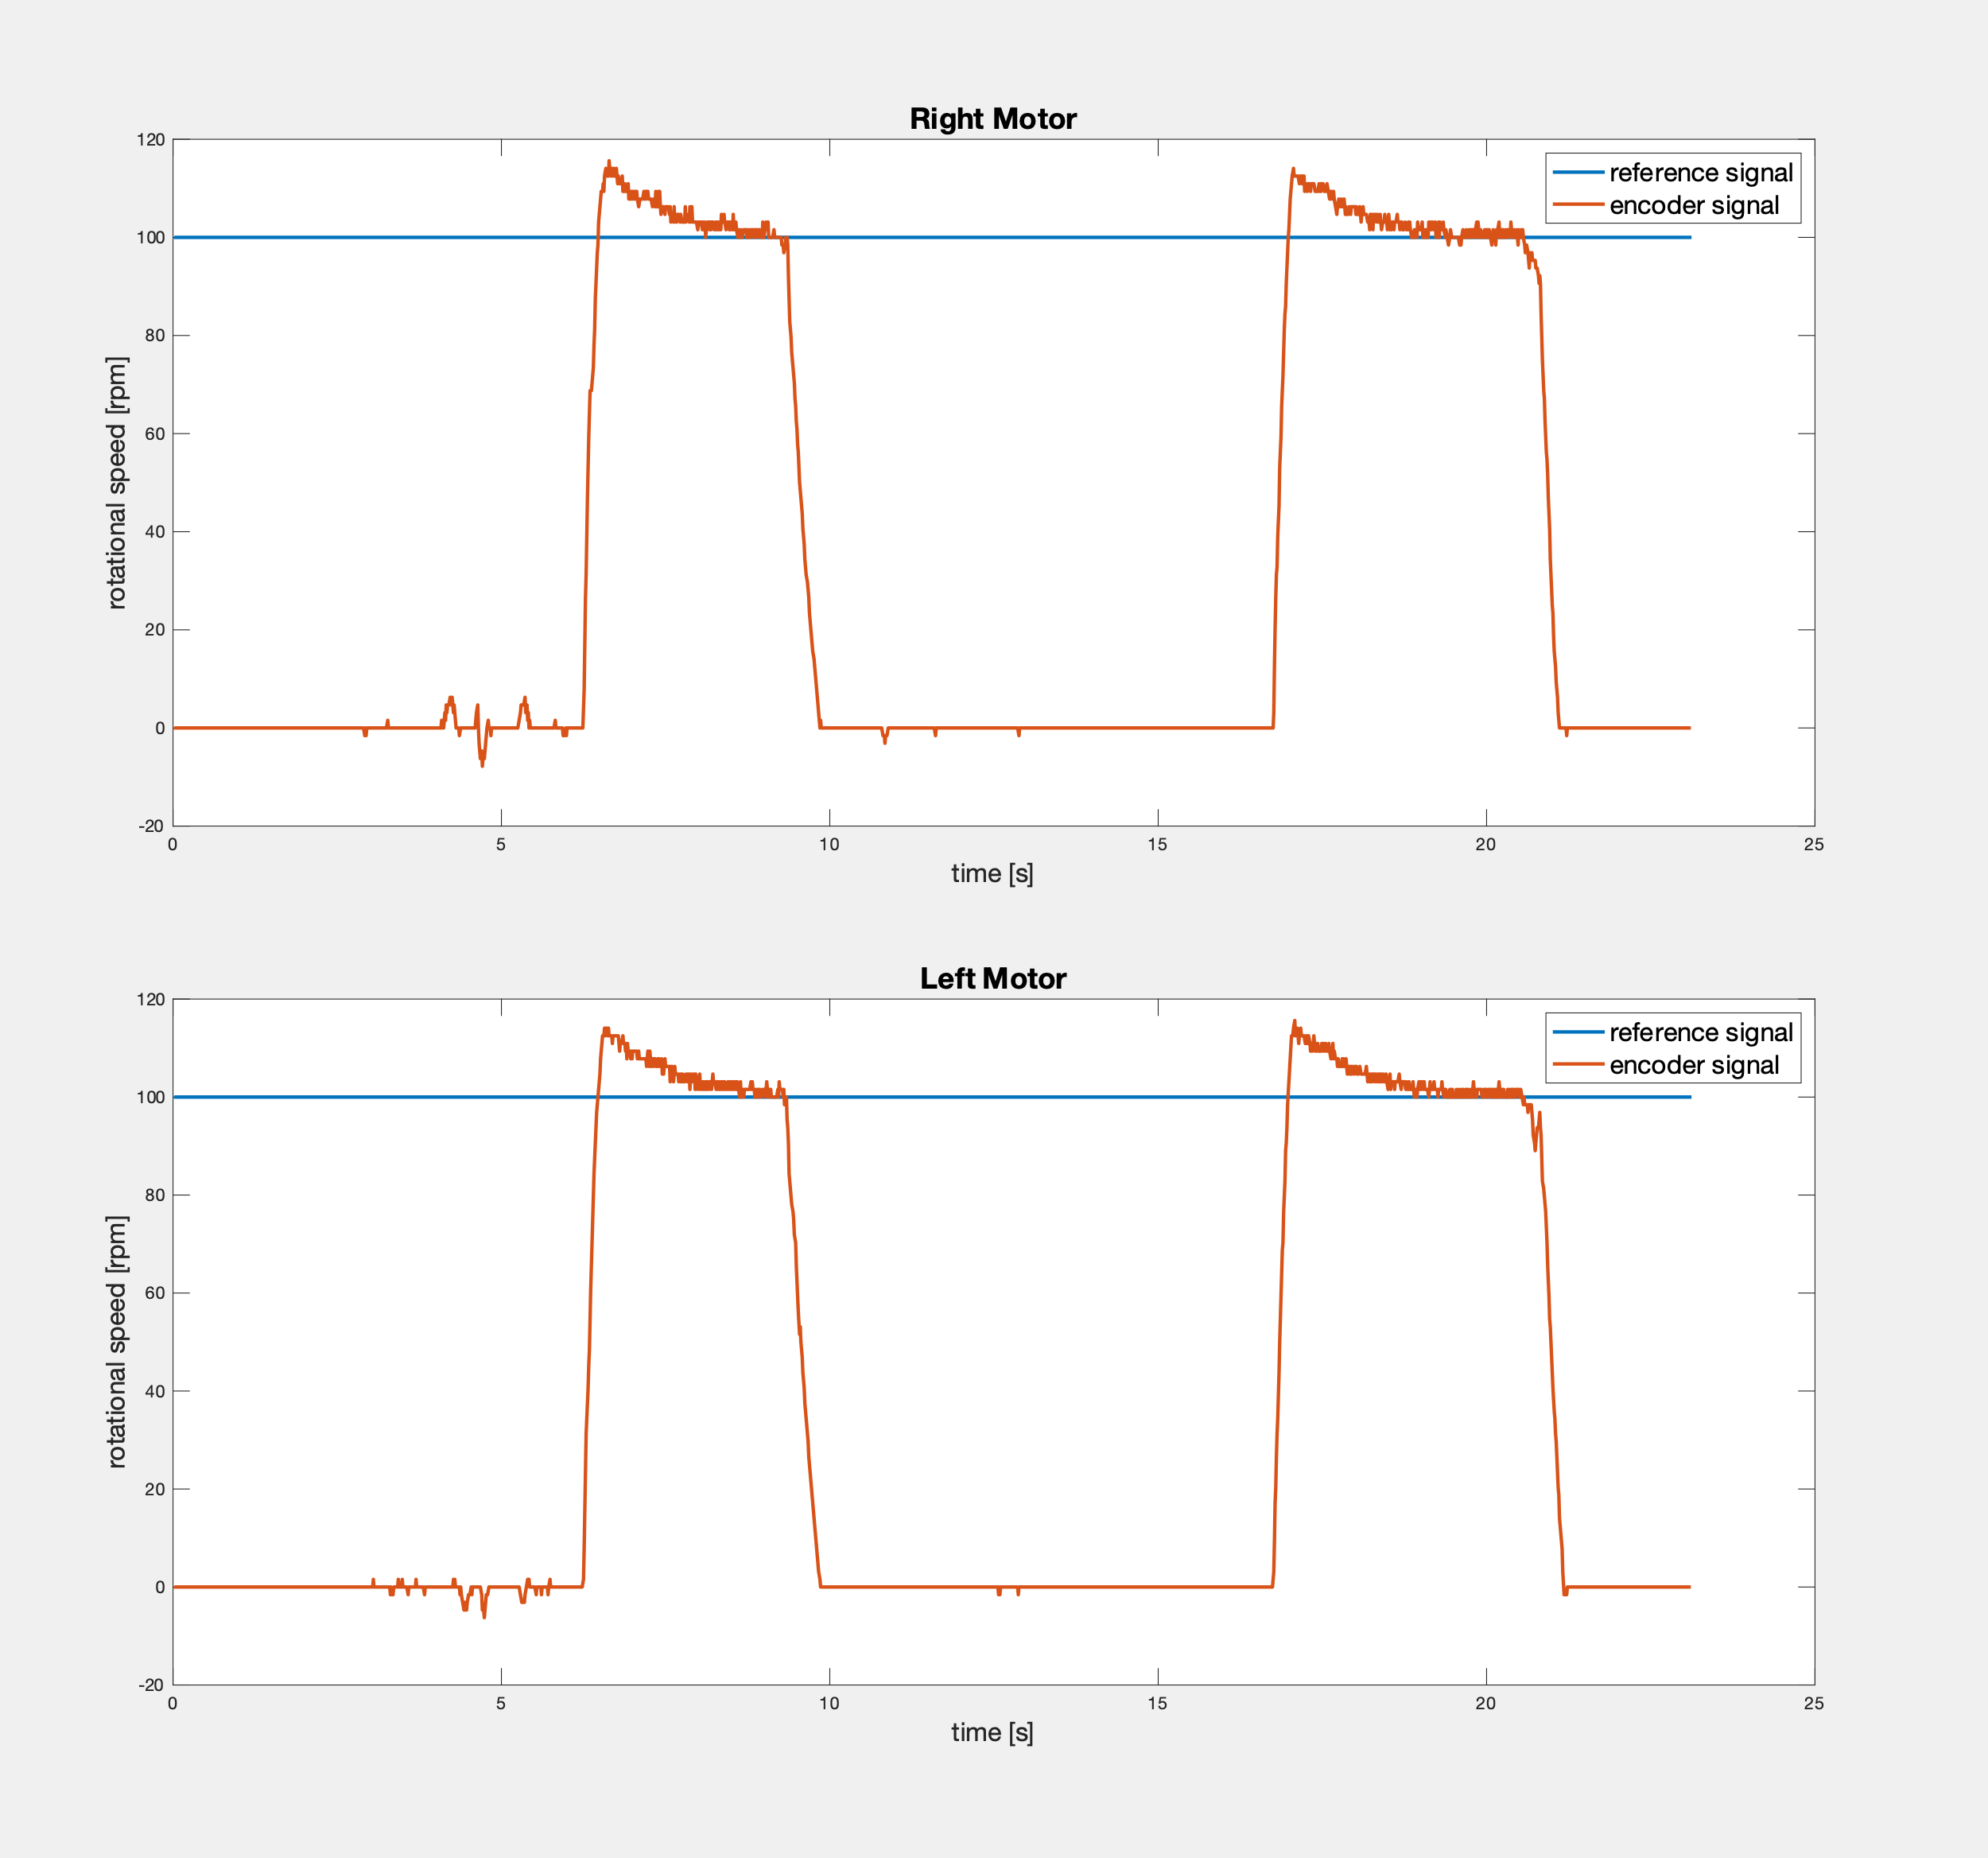 Right Motor
120
100
80
60
40
20
0
-20
rotational speed [rpm]
reference signal
encoder signal
0 5 10 15 20 25
time [s]
Left Motor
120
100
80
60
40
20
0
-20
rotational speed [rpm]
reference signal
encoder signal
0 5 10 15 20 25
time [s]